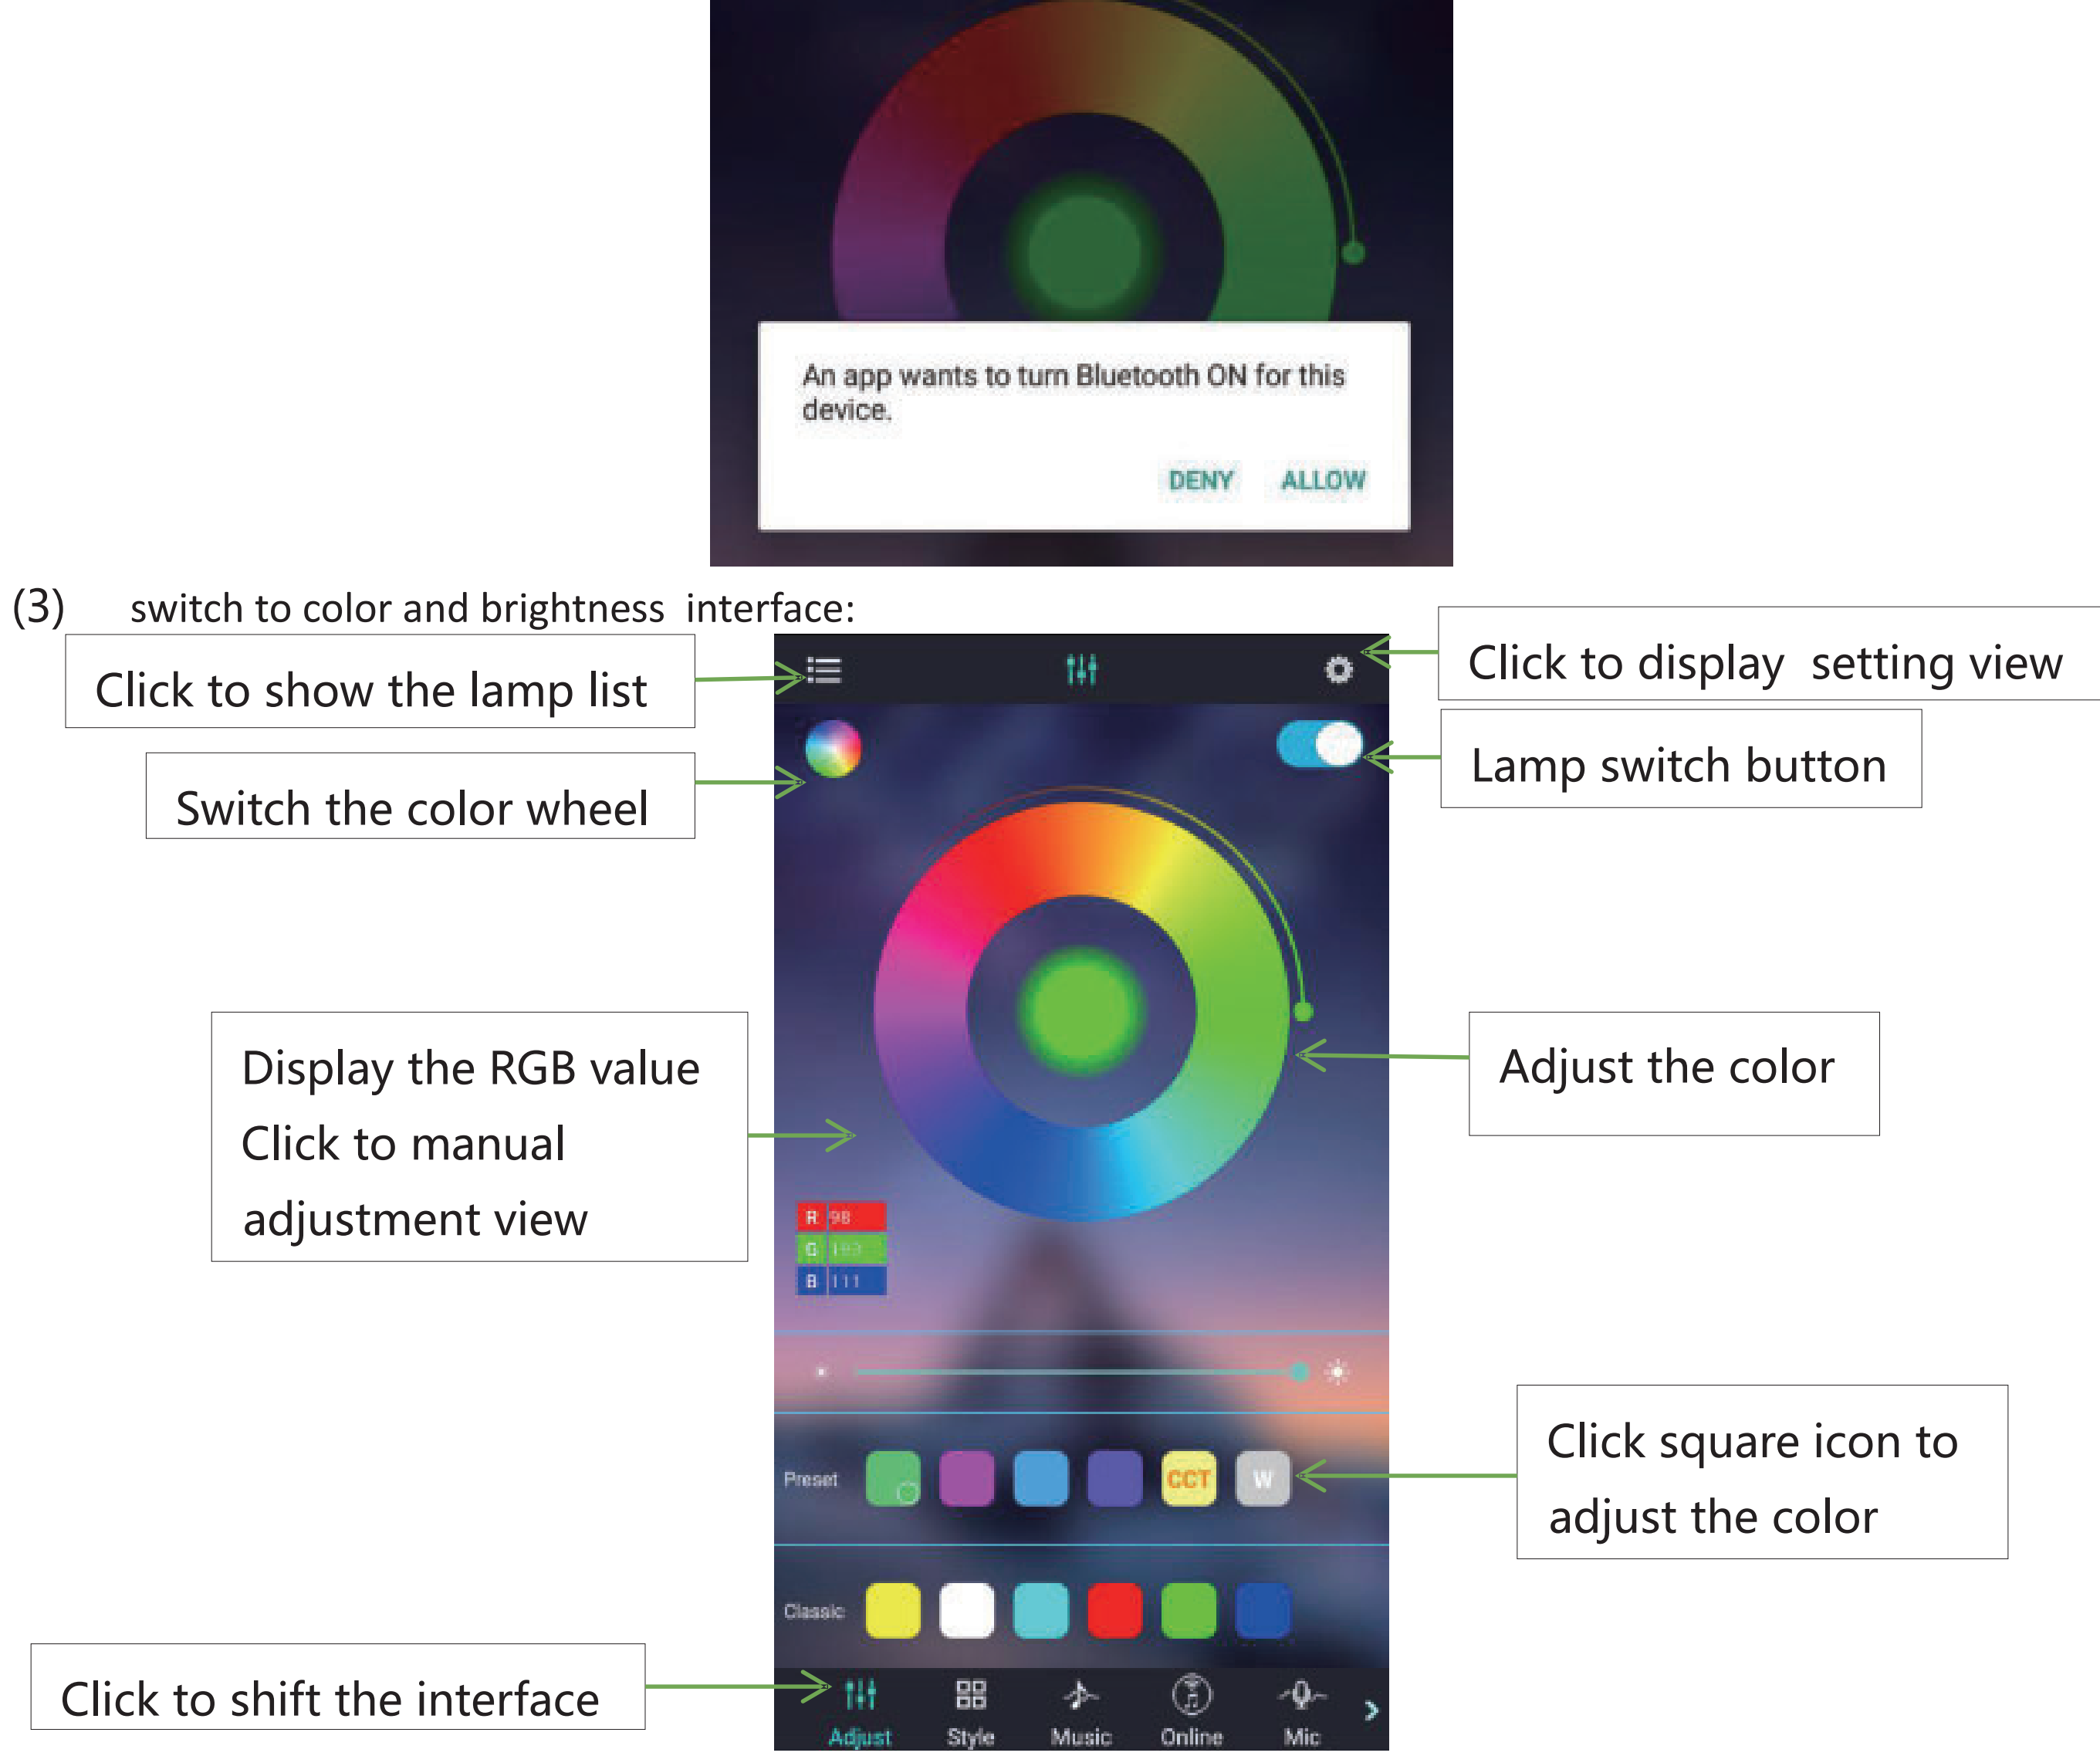 An app wants to turn Bluetooth ON for this
device.
DENY ALLOW
(3) switch to color and brightness interface:
Click to show the lamp list
Click to display setting view
Switch the color wheel
Lamp switch button
Display the RGB value
Click to manual
adjustment view
Adjust the color
R 98
G 193
B 111
Click square icon to
adjust the color
Preset CCT W
Classic
Click to shift the interface
Adjust Style Music Online Mic